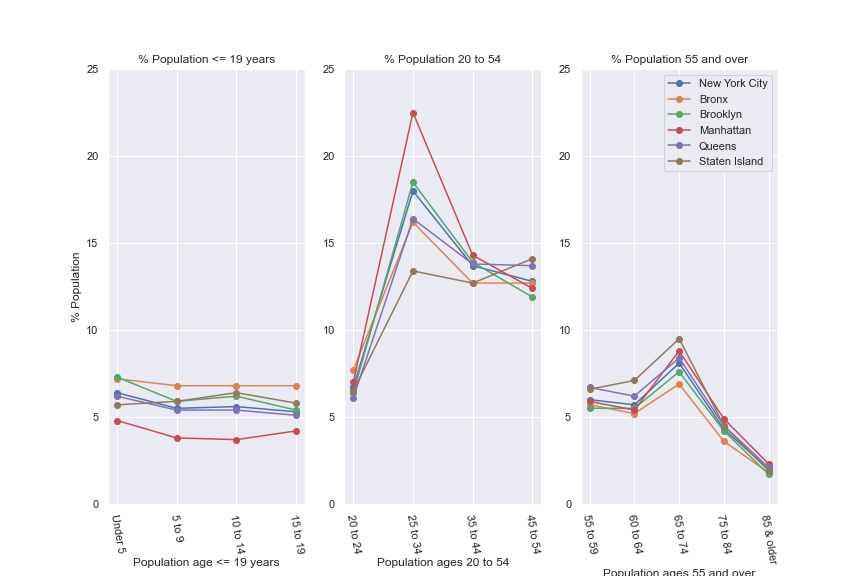 % Population <= 19 years
% Population 20 to 54
% Population 55 and over
25
20
15
10
5
0
% Population
Under 5
5 to 9
10 to 14
15 to 19
Population age <= 19 years
25
20
15
10
5
0
20 to 24
25 to 34
35 to 44
45 to 54
Population ages 20 to 54
25
20
15
10
5
0
New York City
Bronx
Brooklyn
Manhattan
Queens
Staten Island
55 to 59
60 to 64
65 to 74
75 to 84
85 & older
Population ages 55 and over